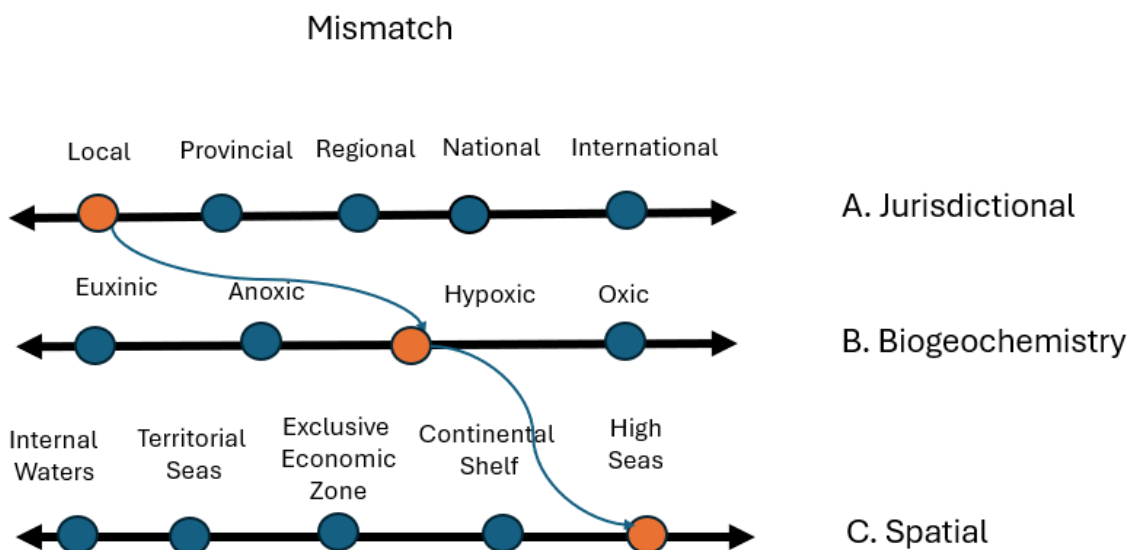 Mismatch
Local Provincial Regional National International
A. Jurisdictional
Euxinic Anoxic Hypoxic Oxic
B. Biogeochemistry
Internal
Waters
Territorial
Seas
Exclusive
Economic
Zone
Continental
Shelf
High
Seas
C. Spatial